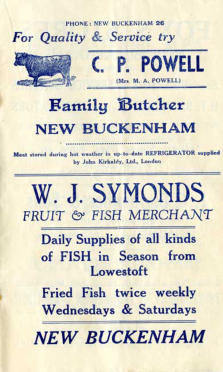 PHONE: NEW BUCKENHAM 26
For Quality & Service try
C. P. POWELL
(Mrs. M. A. POWELL)
Family Butcher
NEW BUCKENHAM
Meat stored during hot weather in up-to-date REFRIGERATOR supplied
by John Kirkaldy, Ltd., London
W. J. SYMONDS
FRUIT & FISH MERCHANT
Daily Supplies of all kinds
of FISH in Season from
Lowestoft
Fried Fish twice weekly
Wednesdays & Saturdays
NEW BUCKENHAM